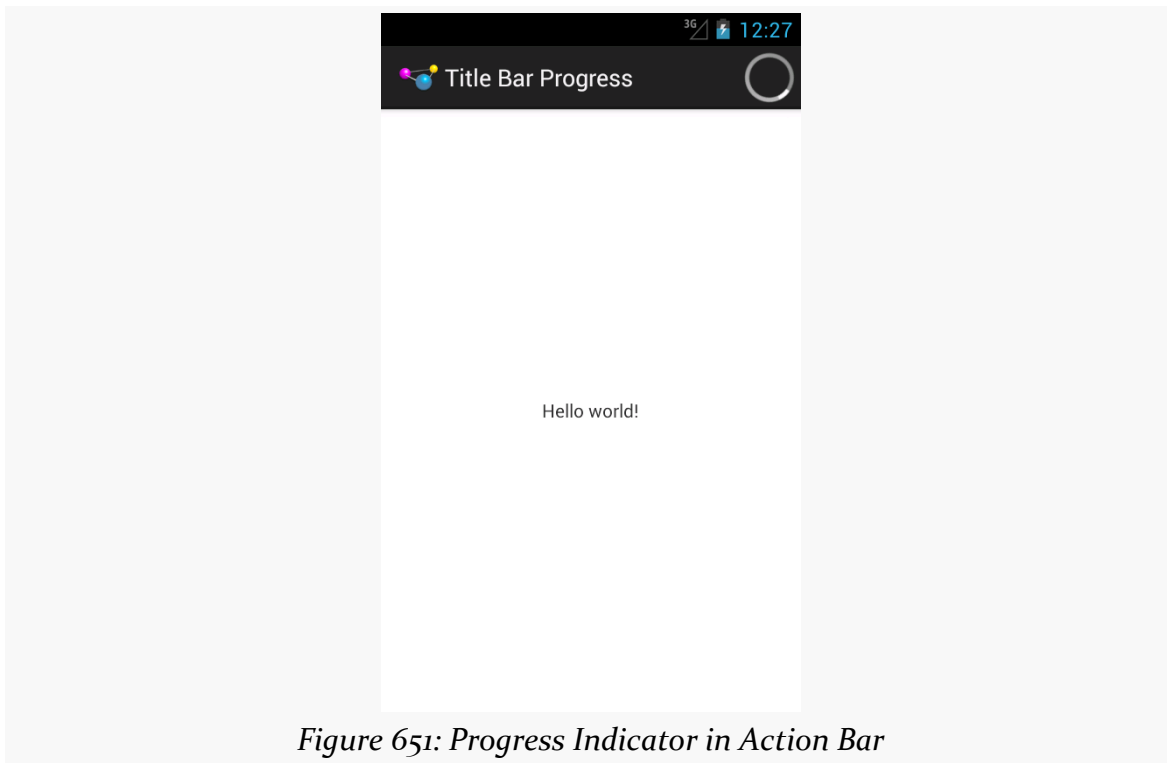 3G 12:27
Title Bar Progress
Hello world!
Figure 651: Progress Indicator in Action Bar